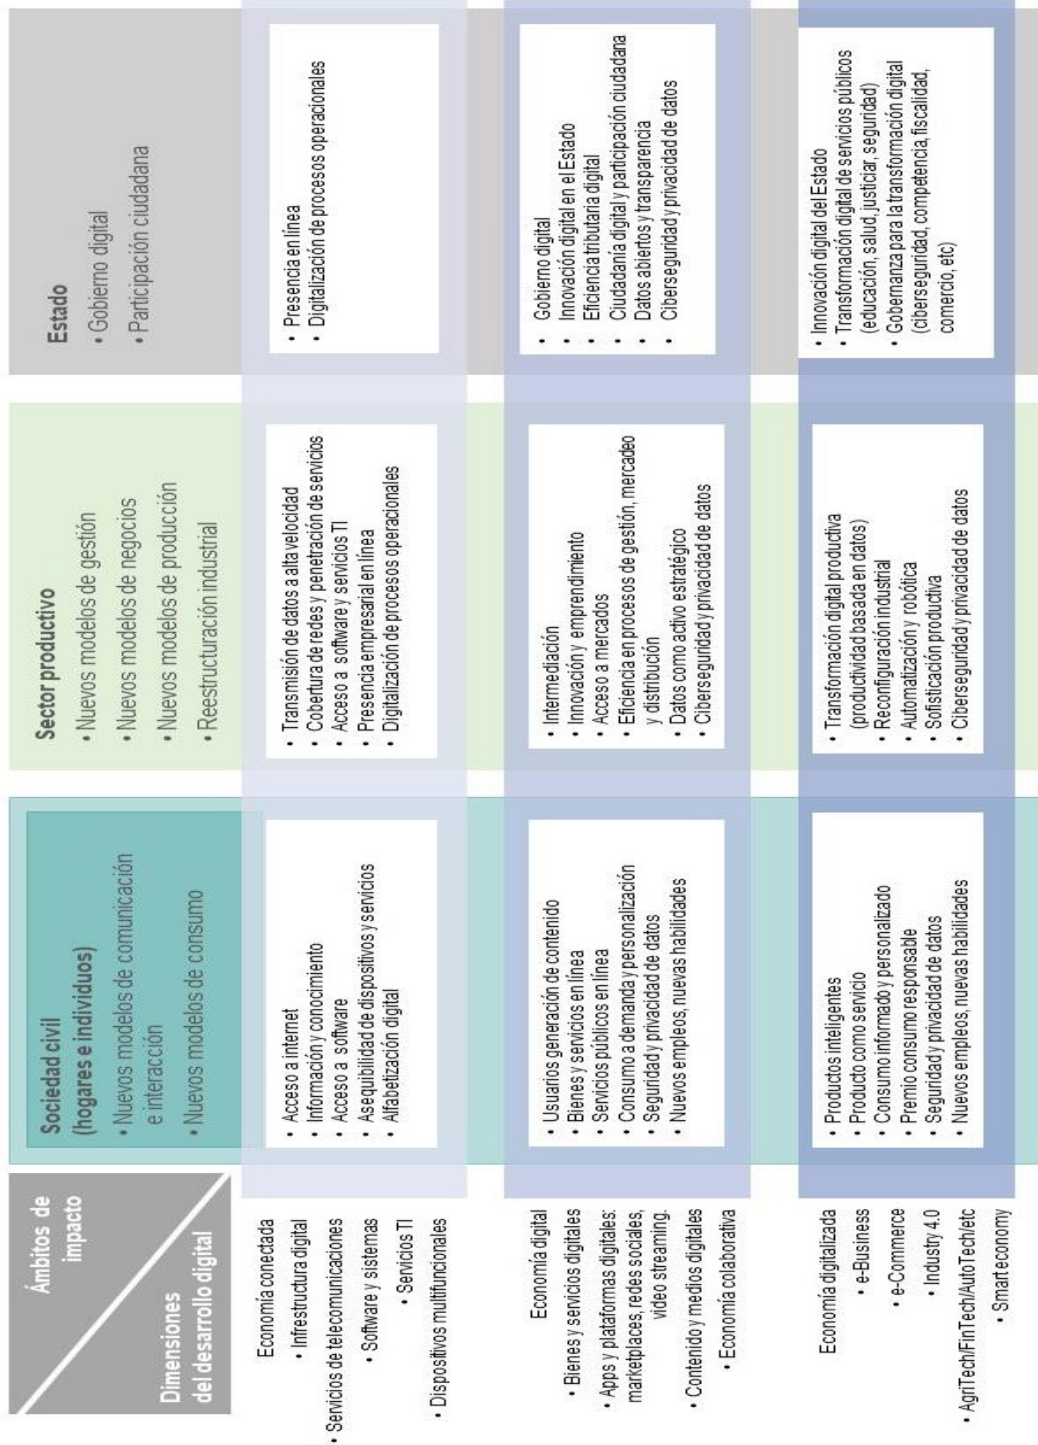 Ámbitos de
impacto
Dimensiones
del desarrollo digital
Sociedad civil
(hogares e individuos)
• Nuevos modelos de comunicación
e interacción
• Nuevos modelos de consumo
Sector productivo
• Nuevos modelos de gestión
• Nuevos modelos de negocios
• Nuevos modelos de producción
• Reestructuración industrial
Estado
• Gobierno digital
• Participación ciudadana
Economía conectada
• Infrestructura digital
• Servicios de telecomunicaciones
• Software y sistemas
• Servicios TI
• Dispositivos multifuncionales
• Acceso a internet
• Información y conocimiento
• Acceso a software
• Asequibilidad de dispositivos y servicios
• Alfabetización digital
• Transmisión de datos a alta velocidad
• Cobertura de redes y penetración de servicios
• Acceso a software y servicios TI
• Presencia empresarial en línea
• Digitalización de procesos operacionales
• Presencia en línea
• Digitalización de procesos operacionales
Economía digital
• Bienes y servicios digitales
• Apps y plataformas digitales:
marketplaces, redes sociales,
video streaming.
• Contenido y medios digitales
• Economía colaborativa
• Usuarios generación de contenido
• Bienes y servicios en línea
• Servicios públicos en línea
• Consumo a demanda y personalización
• Seguridad y privacidad de datos
• Nuevos empleos, nuevas habilidades
• Intermediación
• Innovación y emprendimiento
• Acceso a mercados
• Eficiencia en procesos de gestión, mercadeo
y distribución
• Datos como activo estratégico
• Ciberseguridad y privacidad de datos
• Gobierno digital
• Innovación digital en el Estado
• Eficiencia tributaria digital
• Ciudadanía digital y participación ciudadana
• Datos abiertos y transparencia
• Ciberseguridad y privacidad de datos
Economía digitalizada
• e-Business
• e-Commerce
• Industry 4.0
• AgriTech/FinTech/AutoTech/etc
• Smart economy
• Productos inteligentes
• Producto como servicio
• Consumo informado y personalizado
• Premio consumo responsable
• Seguridad y privacidad de datos
• Nuevos empleos, nuevas habilidades
• Transformación digital productiva
(productividad basada en datos)
• Reconfiguración industrial
• Automatización y robótica
• Sofisticación productiva
• Ciberseguridad y privacidad de datos
• Innovación digital del Estado
• Transformación digital de servicios públicos
(educación, salud, justiciar, seguridad)
• Gobernanza para la transformación digital
(ciberseguridad, competencia, fiscalidad,
comercio, etc)